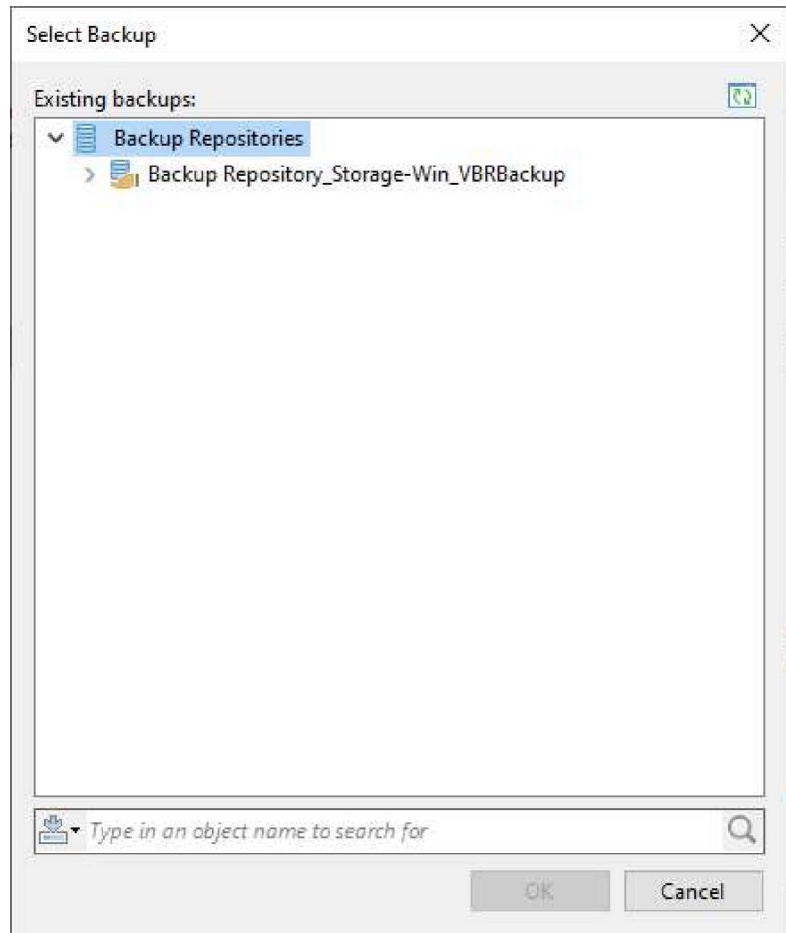 Select Backup
Existing backups:
Backup Repositories
Backup Repository_Storage-Win_VBRBackup
Type in an object name to search for
OK
Cancel